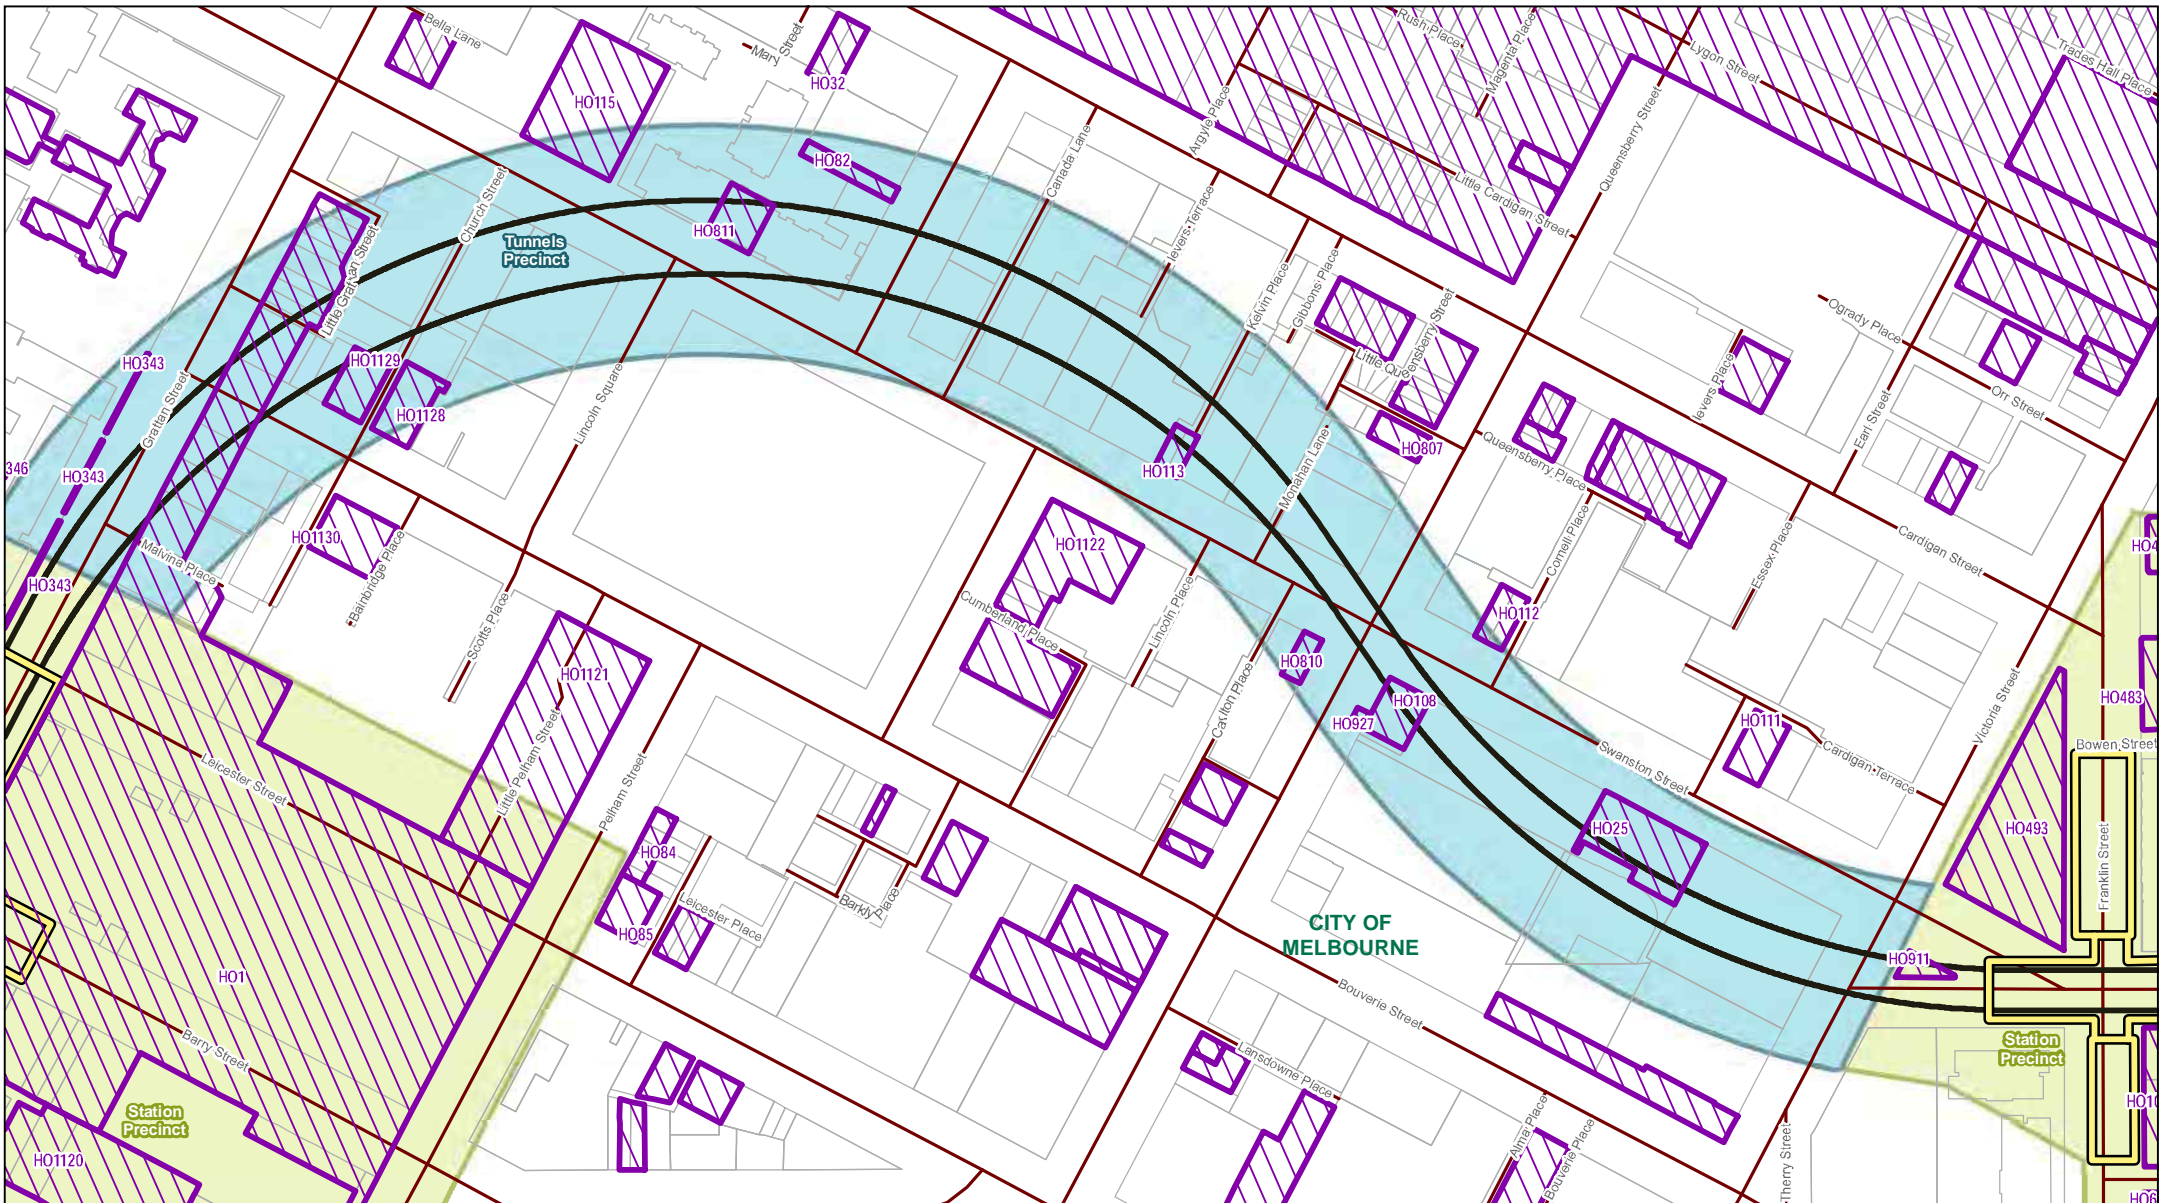 Bella Lane
Mary Street
HO32
HO115
Rush Place
Magenta Place
Lygon Street
Trades Hall Place
Argyle Place
Queensberry Street
Canada Lane
HO82
Little Cardigan Street
Church Street
Ievers Terrace
HO811
Tunnels
Precinct
Little Grattan Street
Kelvin Place
Gibbons Place
Little Queensberry Street
Ogrady Place
HO343
HO1129
HO1128
Grattan Street
Lincoln Square
Ievers Place
Orr Street
Earl Street
HO807
Queensberry Place
HO113
Monahan Lane
346
HO343
HO1130
Malvina Place
Bainbridge Place
HO1122
Cornell Place
Essex Place
Cardigan Street
HO4
HO343
Cumberland Place
Lincoln Place
HO112
Scotts Place
HO810
HO1121
Carlton Place
HO927
HO108
HO111
Victoria Street
HO483
Bowen Street
Leicester Street
Little Pelham Street
Pelham Street
Swanston Street
Cardigan Terrace
HO25
HO493
HO84
HO85
Leicester Place
Barkly Place
Franklin Street
CITY OF
MELBOURNE
HO911
HO1
Bouverie Street
Barry Street
Lansdowne Place
Station
Precinct
Station
Precinct
HO1120
Alma Place
Bouverie Place
Therry Street
HO10
HO6